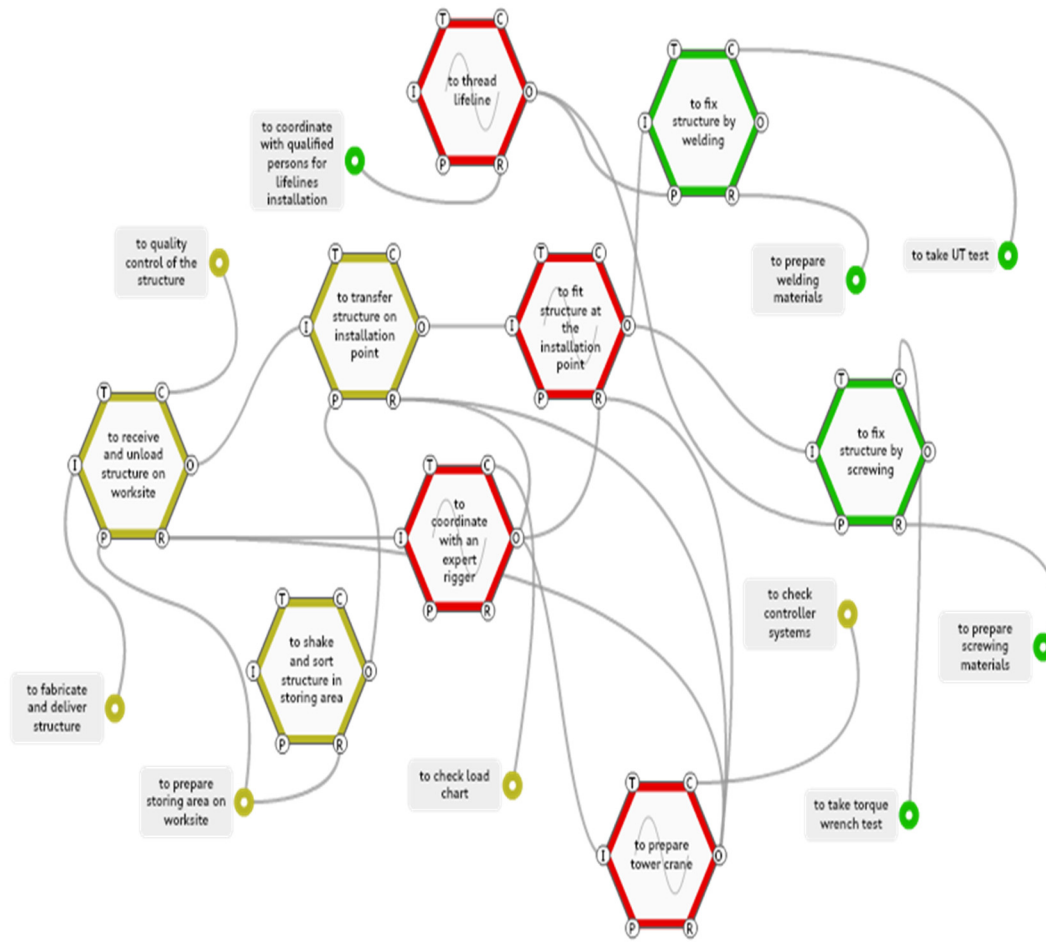 T
C
to thread
lifeline
I
O
P
R
T
C
to fix
structure by
welding
I
O
P
R
to coordinate
with qualified
persons for
lifelines
installation
to quality
control of the
structure
to prepare
welding
materials
to take UT test
T
C
to transfer
structure on
installation
point
I
O
P
R
T
C
to fit
structure at
the
installation
point
I
O
P
R
T
C
to receive
and unload
structure on
worksite
I
O
P
R
T
C
to fix
structure by
screwing
I
O
P
R
T
C
to
coordinate
with an
expert
rigger
I
O
P
R
T
C
to shake
and sort
structure in
storing area
I
O
P
R
to check
controller
systems
to prepare
screwing
materials
to fabricate
and deliver
structure
to prepare
storing area on
worksite
to check load
chart
to take torque
wrench test
T
C
to prepare
tower crane
I
O
P
R